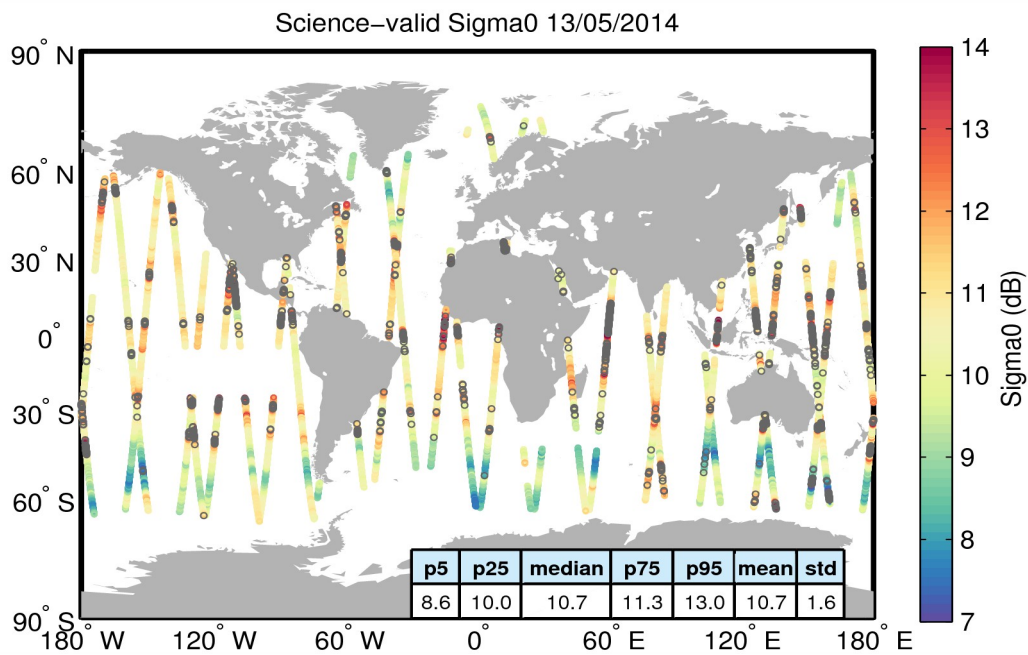 Science−valid Sigma0 13/05/2014
90° N
60° N
30° N
0°
30° S
60° S
90° S
180° W
120° W
60° W
0°
60° E
120° E
180° E
p5 p25 median p75 p95 mean std
8.6 10.0 10.7 11.3 13.0 10.7 1.6
14
13
12
11
10
9
8
7
Sigma0 (dB)